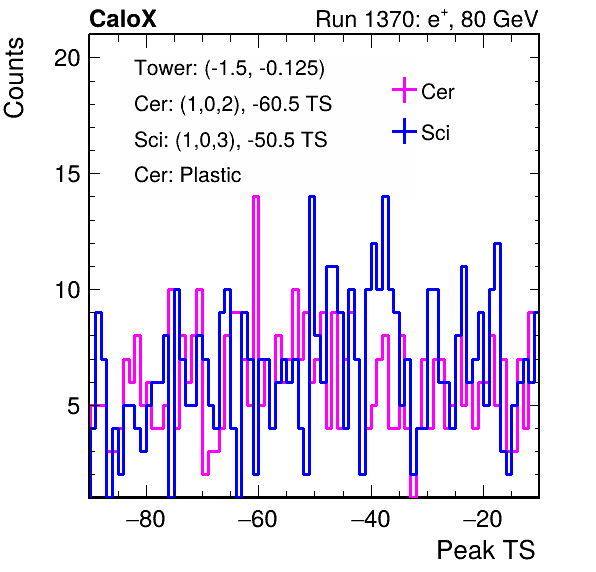 CaloX Run 1370: e⁺, 80 GeV
Counts
20
15
10
5
Tower: (-1.5, -0.125)
Cer: (1,0,2), -60.5 TS
Sci: (1,0,3), -50.5 TS
Cer: Plastic
Cer
Sci
−80 −60 −40 −20
Peak TS